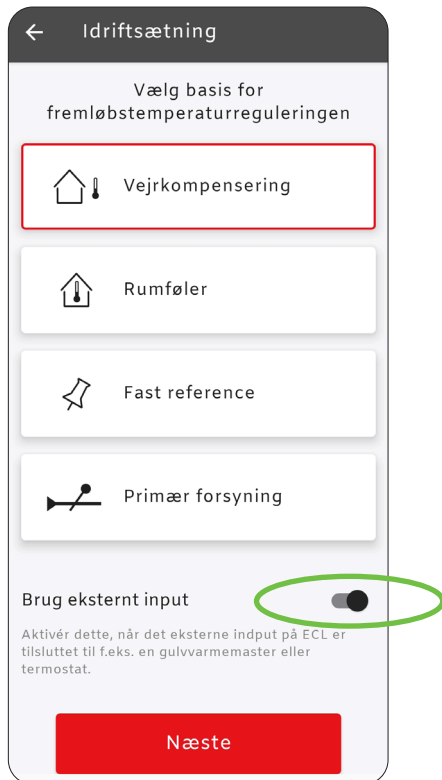 Idriftsætning
Vælg basis for
fremløbstemperaturreguleringen
Vejrkompensering
Rumføler
Fast reference
Primær forsyning
Brug eksternt input
Aktivér dette, når det eksterne indput på ECL er
tilsluttet til f.eks. en gulvvarmemaster eller
termostat.
Næste